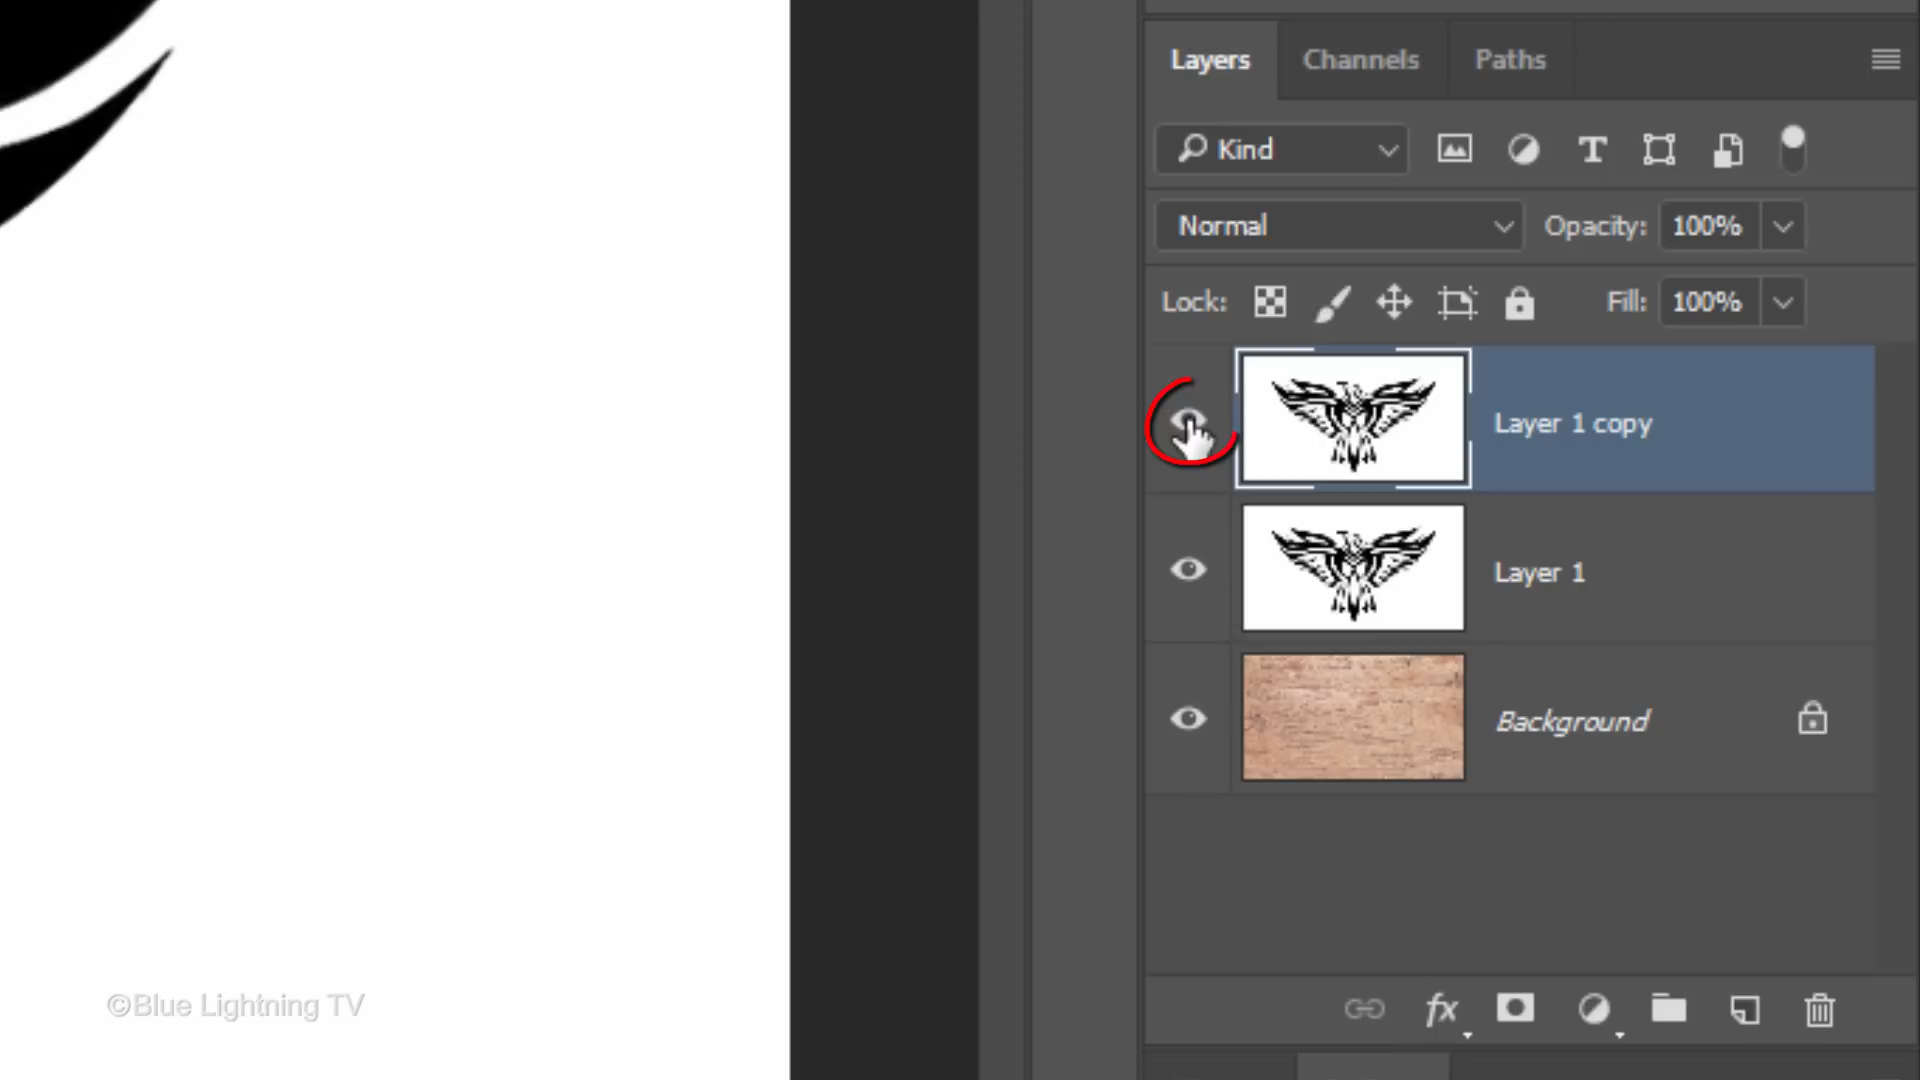 Layers Channels Paths
Kind
Normal Opacity: 100%
Lock: Fill: 100%
Layer 1 copy
Layer 1
Background
fx
©Blue Lightning TV